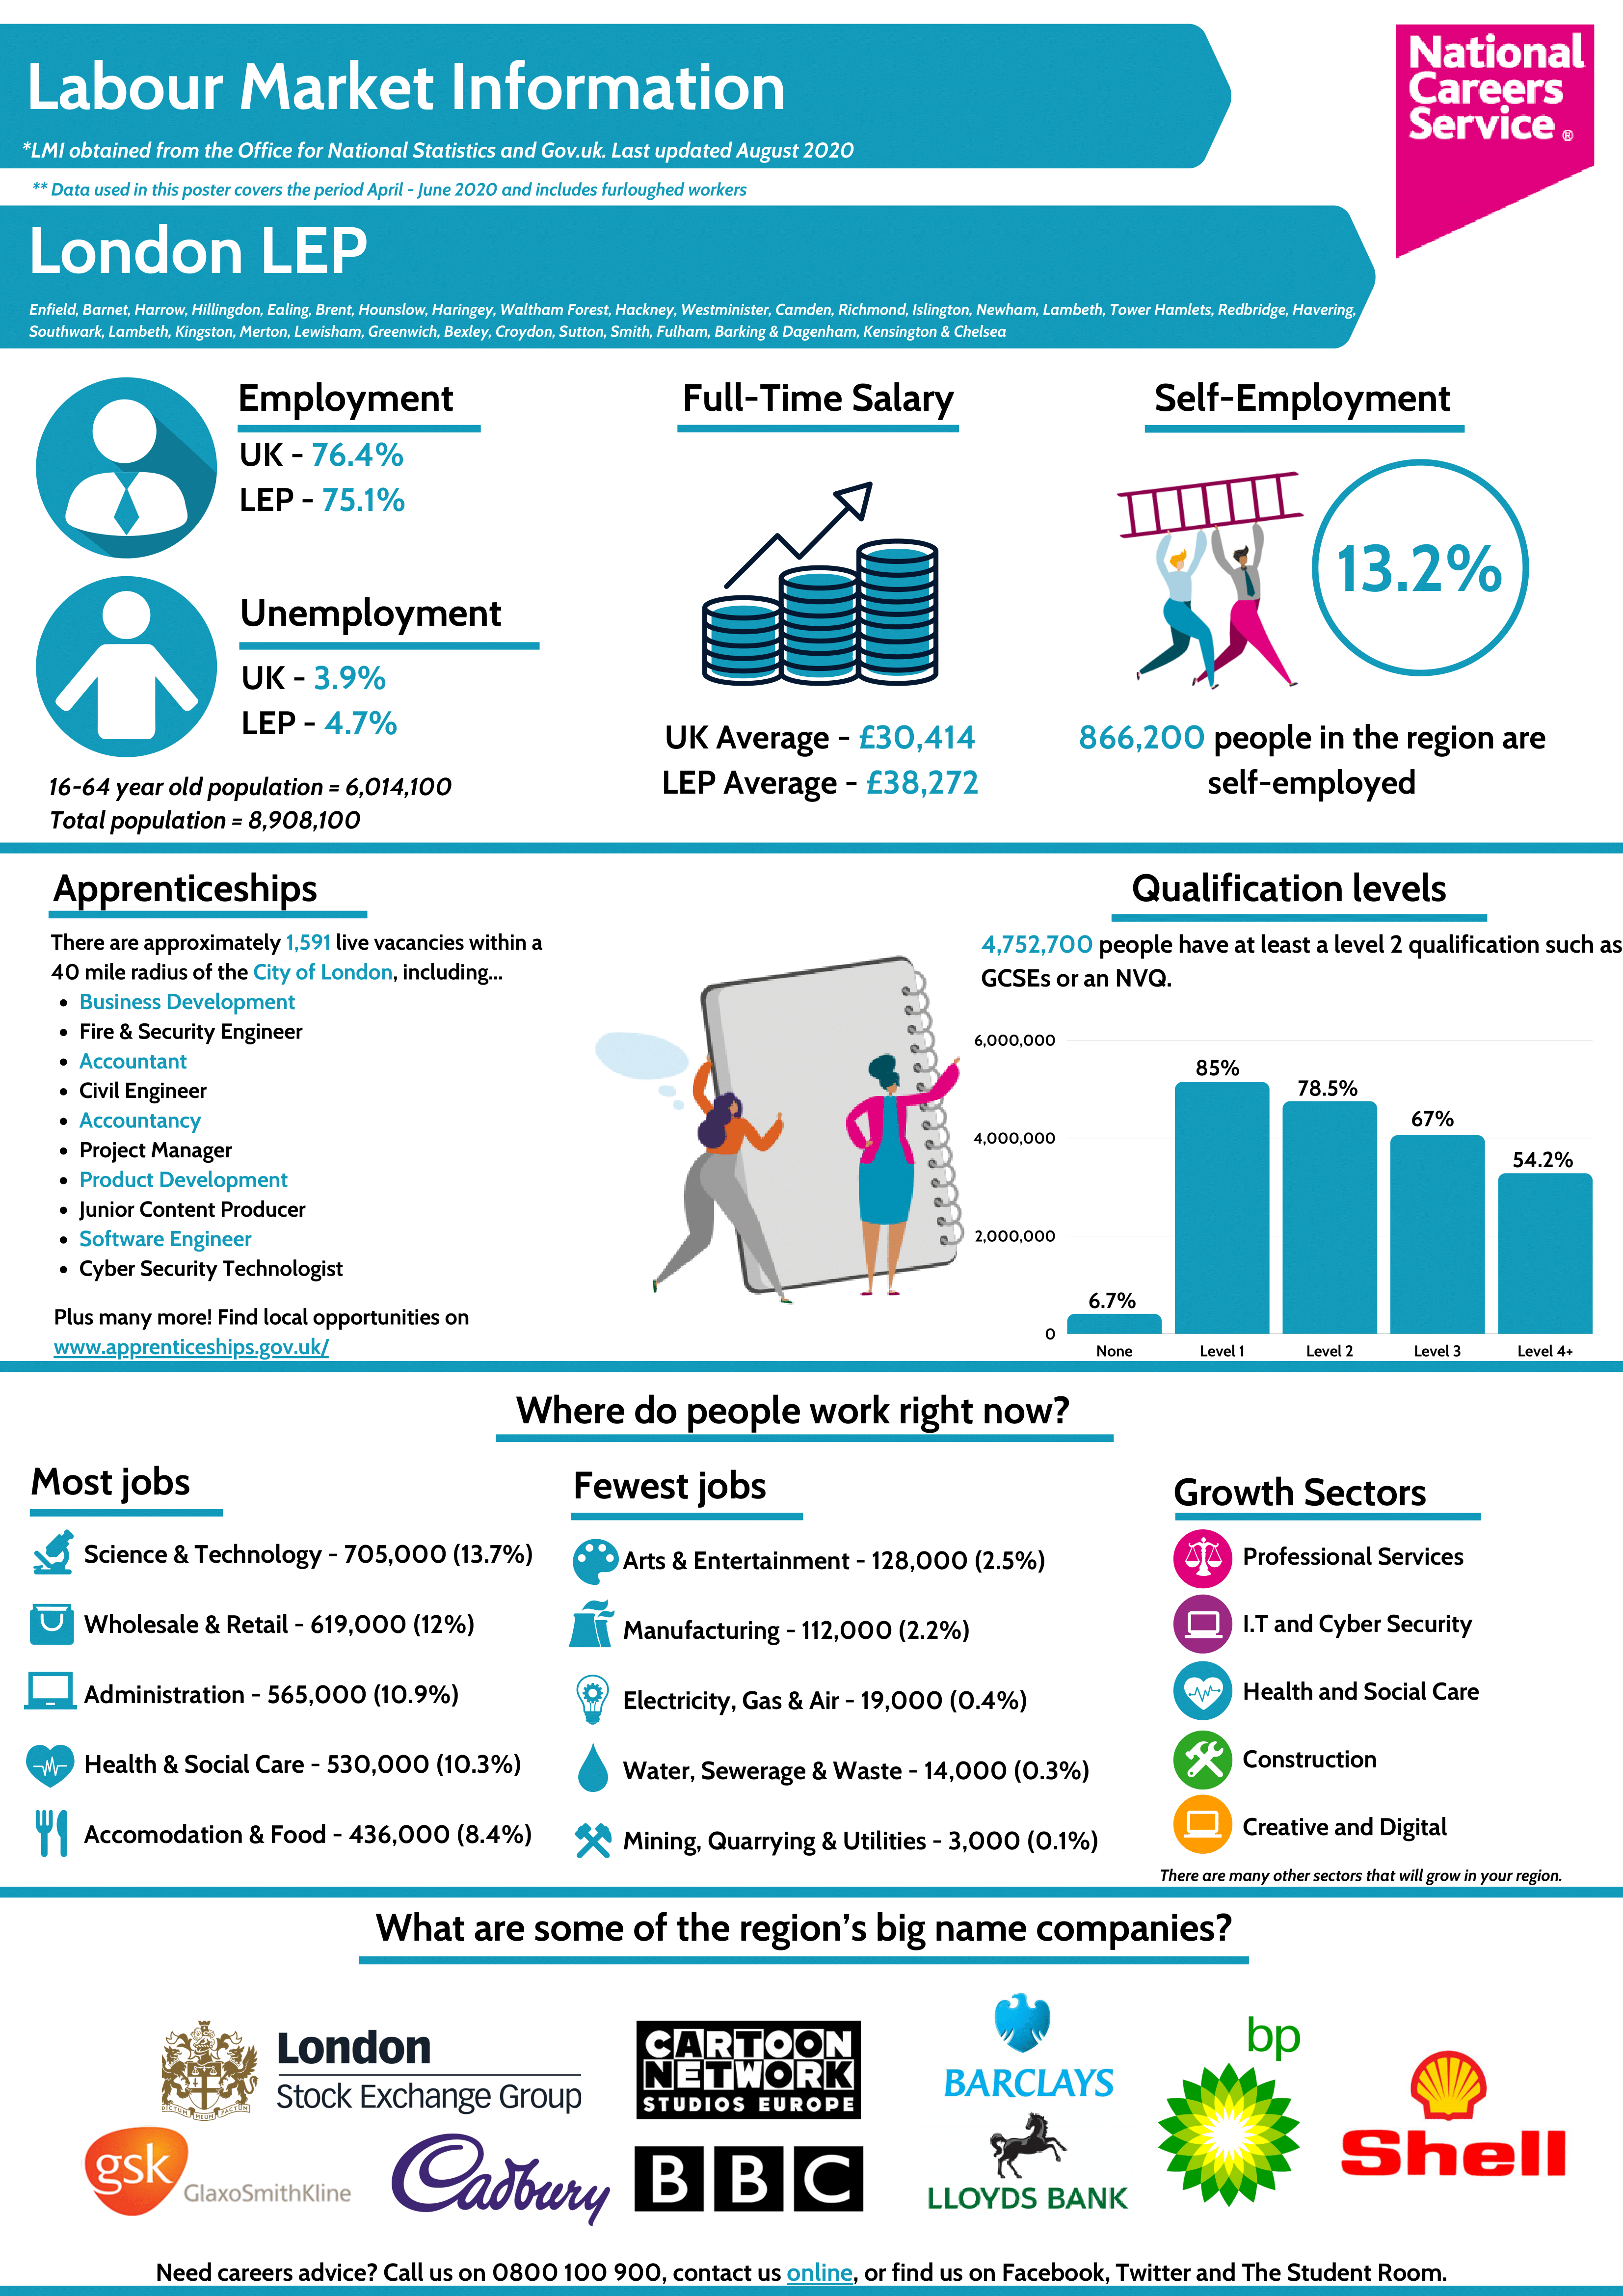 Labour Market Information
*LMI obtained from the Office for National Statistics and Gov.uk. Last updated August 2020
** Data used in this poster covers the period April - June 2020 and includes furloughed workers
National
Careers
Service ®
London LEP
Enfield, Barnet, Harrow, Hillingdon, Ealing, Brent, Hounslow, Haringey, Waltham Forest, Hackney, Westminister, Camden, Richmond, Islington, Newham, Lambeth, Tower Hamlets, Redbridge, Havering,
Southwark, Lambeth, Kingston, Merton, Lewisham, Greenwich, Bexley, Croydon, Sutton, Smith, Fulham, Barking & Dagenham, Kensington & Chelsea
Employment
UK - 76.4%
LEP - 75.1%
Unemployment
UK - 3.9%
LEP - 4.7%
16-64 year old population = 6,014,100
Total population = 8,908,100
Full-Time Salary
UK Average - £30,414
LEP Average - £38,272
Self-Employment
13.2%
866,200 people in the region are
self-employed
Apprenticeships
There are approximately 1,591 live vacancies within a
40 mile radius of the City of London, including...
• Business Development
• Fire & Security Engineer
• Accountant
• Civil Engineer
• Accountancy
• Project Manager
• Product Development
• Junior Content Producer
• Software Engineer
• Cyber Security Technologist
Plus many more! Find local opportunities on
www.apprenticeships.gov.uk/
Qualification levels
4,752,700 people have at least a level 2 qualification such as
GCSEs or an NVQ.
6,000,000
4,000,000
2,000,000
0
6.7%
85%
78.5%
67%
54.2%
None
Level 1
Level 2
Level 3
Level 4+
Where do people work right now?
Most jobs
Science & Technology - 705,000 (13.7%)
Wholesale & Retail - 619,000 (12%)
Administration - 565,000 (10.9%)
Health & Social Care - 530,000 (10.3%)
Accomodation & Food - 436,000 (8.4%)
Fewest jobs
Arts & Entertainment - 128,000 (2.5%)
Manufacturing - 112,000 (2.2%)
Electricity, Gas & Air - 19,000 (0.4%)
Water, Sewerage & Waste - 14,000 (0.3%)
Mining, Quarrying & Utilities - 3,000 (0.1%)
Growth Sectors
Professional Services
I.T and Cyber Security
Health and Social Care
Construction
Creative and Digital
There are many other sectors that will grow in your region.
What are some of the region's big name companies?
DICTUM MEUM PACTUM
London
Stock Exchange Group
CARTOON
NETWORK
STUDIOS EUROPE
BARCLAYS
bp
Shell
gsk
GlaxoSmithKline
Cadbury
BBC
LLOYDS BANK
Need careers advice? Call us on 0800 100 900, contact us online, or find us on Facebook, Twitter and The Student Room.